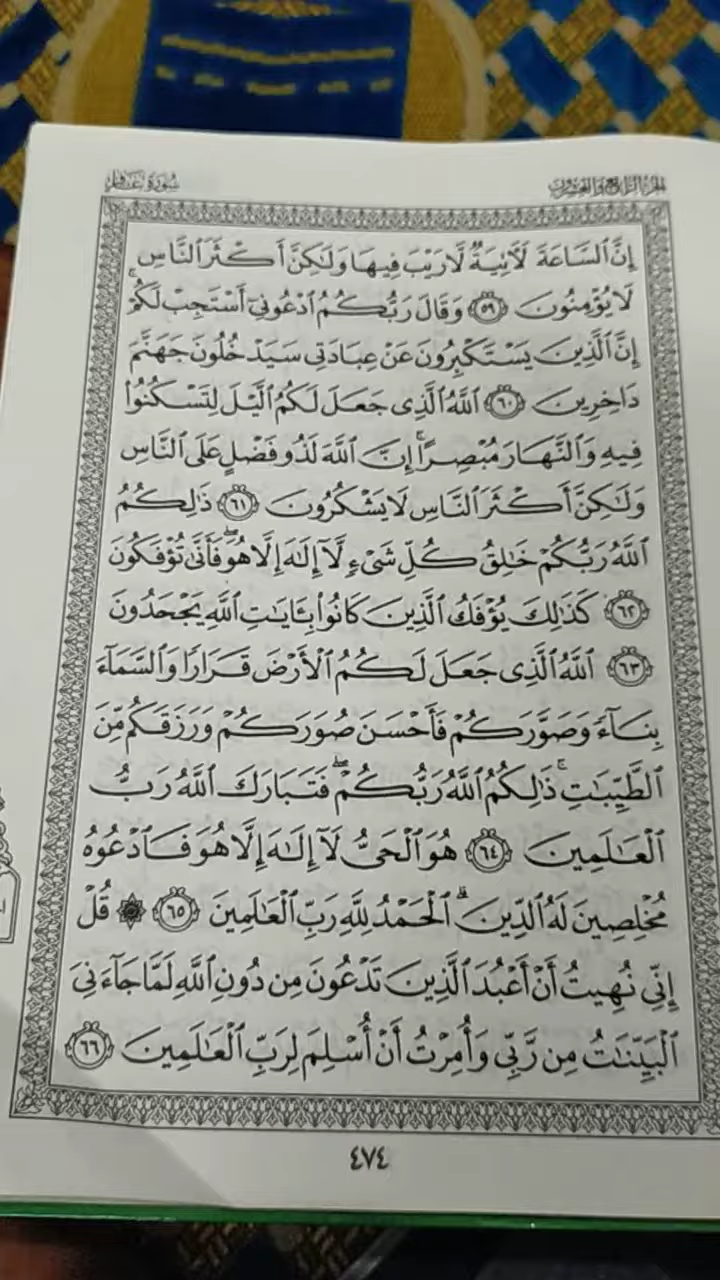 الجزء الرابع والعشرون
سورة غافر
إِنَّ ٱلسَّاعَةَ لَأٓتِيَةٌ لَّا رَيْبَ فِيهَا وَلَٰكِنَّ أَكْثَرَ ٱلنَّاسِ
لَا يُؤْمِنُونَ ٥٩ وَقَالَ رَبُّكُمُ ٱدْعُونِىٓ أَسْتَجِبْ لَكُمْ ۚ
إِنَّ ٱلَّذِينَ يَسْتَكْبِرُونَ عَنْ عِبَادَتِى سَيَدْخُلُونَ جَهَنَّمَ
دَاخِرِينَ ٦٠ ٱللَّهُ ٱلَّذِى جَعَلَ لَكُمُ ٱلَّيْلَ لِتَسْكُنُوا۟
فِيهِ وَٱلنَّهَارَ مُبْصِرًا ۚ إِنَّ ٱللَّهَ لَذُو فَضْلٍ عَلَى ٱلنَّاسِ
وَلَٰكِنَّ أَكْثَرَ ٱلنَّاسِ لَا يَشْكُرُونَ ٦١ ذَٰلِكُمُ
ٱللَّهُ رَبُّكُمْ خَٰلِقُ كُلِّ شَىْءٍ لَّآ إِلَٰهَ إِلَّا هُوَ ۖ فَأَنَّىٰ تُؤْفَكُونَ
٦٢ كَذَٰلِكَ يُؤْفَكُ ٱلَّذِينَ كَانُوا۟ بِـَٔايَٰتِ ٱللَّهِ يَجْحَدُونَ
٦٣ ٱللَّهُ ٱلَّذِى جَعَلَ لَكُمُ ٱلْأَرْضَ قَرَارًا وَٱلسَّمَآءَ
بِنَآءً وَصَوَّرَكُمْ فَأَحْسَنَ صُوَرَكُمْ وَرَزَقَكُم مِّنَ
ٱلطَّيِّبَٰتِ ۚ ذَٰلِكُمُ ٱللَّهُ رَبُّكُمْ ۖ فَتَبَارَكَ ٱللَّهُ رَبُّ
ٱلْعَٰلَمِينَ ٦٤ هُوَ ٱلْحَىُّ لَآ إِلَٰهَ إِلَّا هُوَ فَٱدْعُوهُ
مُخْلِصِينَ لَهُ ٱلدِّينَ ۗ ٱلْحَمْدُ لِلَّهِ رَبِّ ٱلْعَٰلَمِينَ ٦٥ ۞ قُلْ
إِنِّى نُهِيتُ أَنْ أَعْبُدَ ٱلَّذِينَ تَدْعُونَ مِن دُونِ ٱللَّهِ لَمَّا جَآءَنِىَ
ٱلْبَيِّنَٰتُ مِن رَّبِّى وَأُمِرْتُ أَنْ أُسْلِمَ لِرَبِّ ٱلْعَٰلَمِينَ ٦٦
٤٧٤